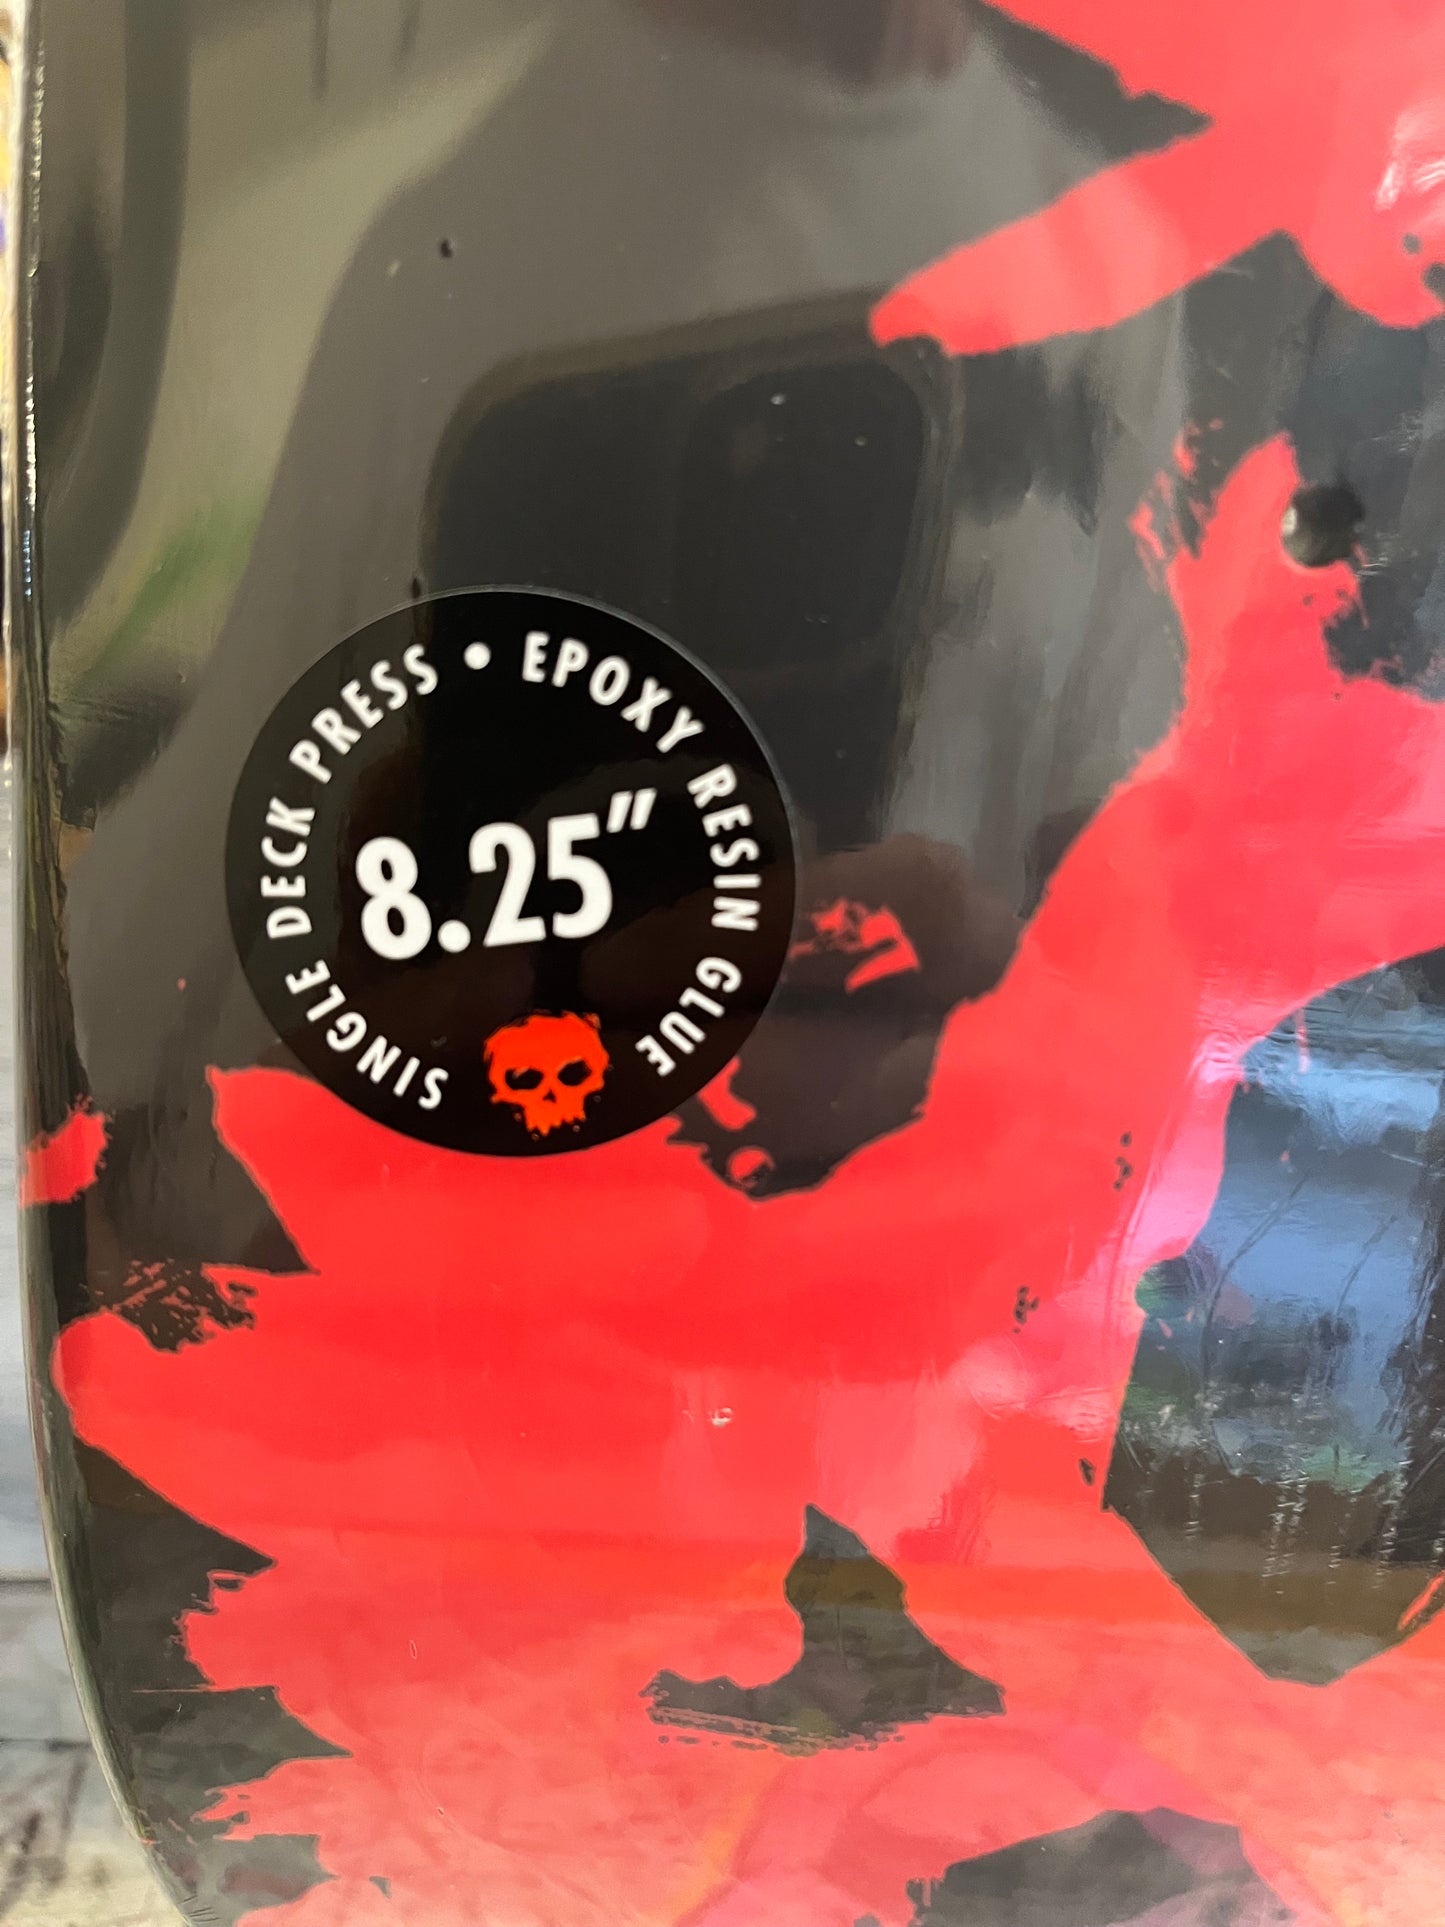 SINGLE DECK PRESS • EPOXY RESIN GLUE
8.25"